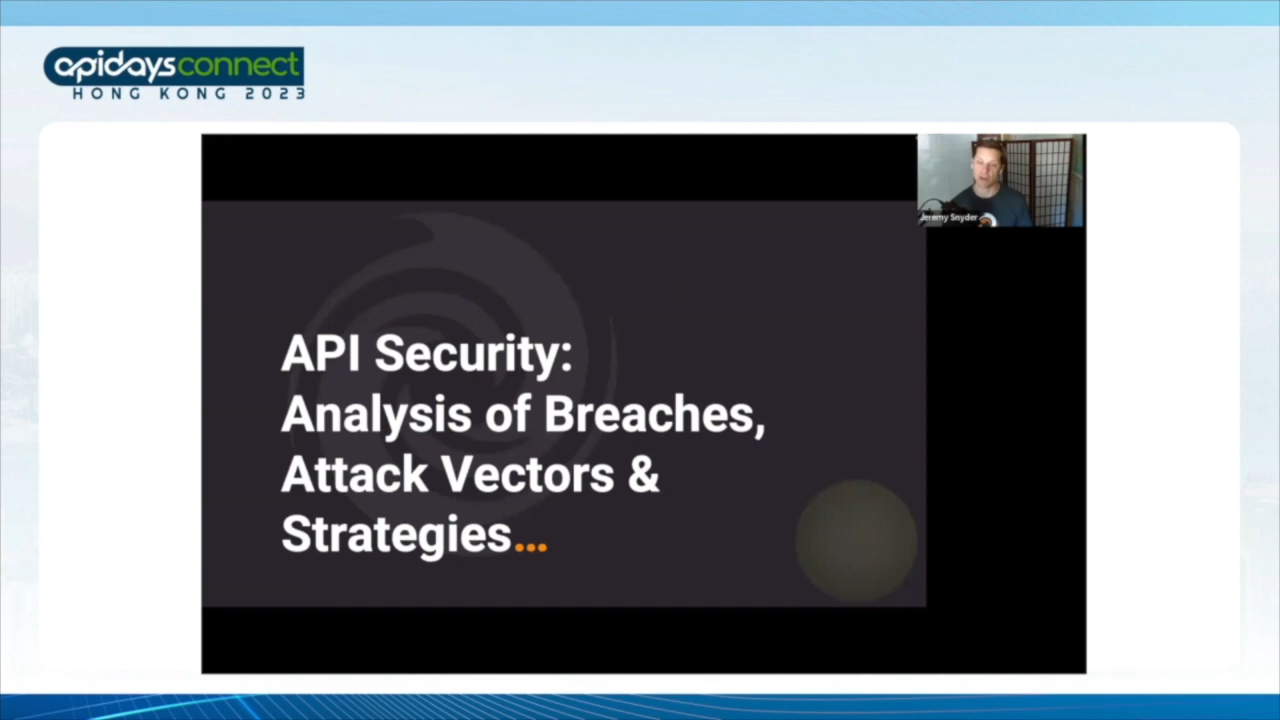 apidays connect
HONG KONG 2023
Jeremy Snyder
API Security:
Analysis of Breaches,
Attack Vectors &
Strategies...